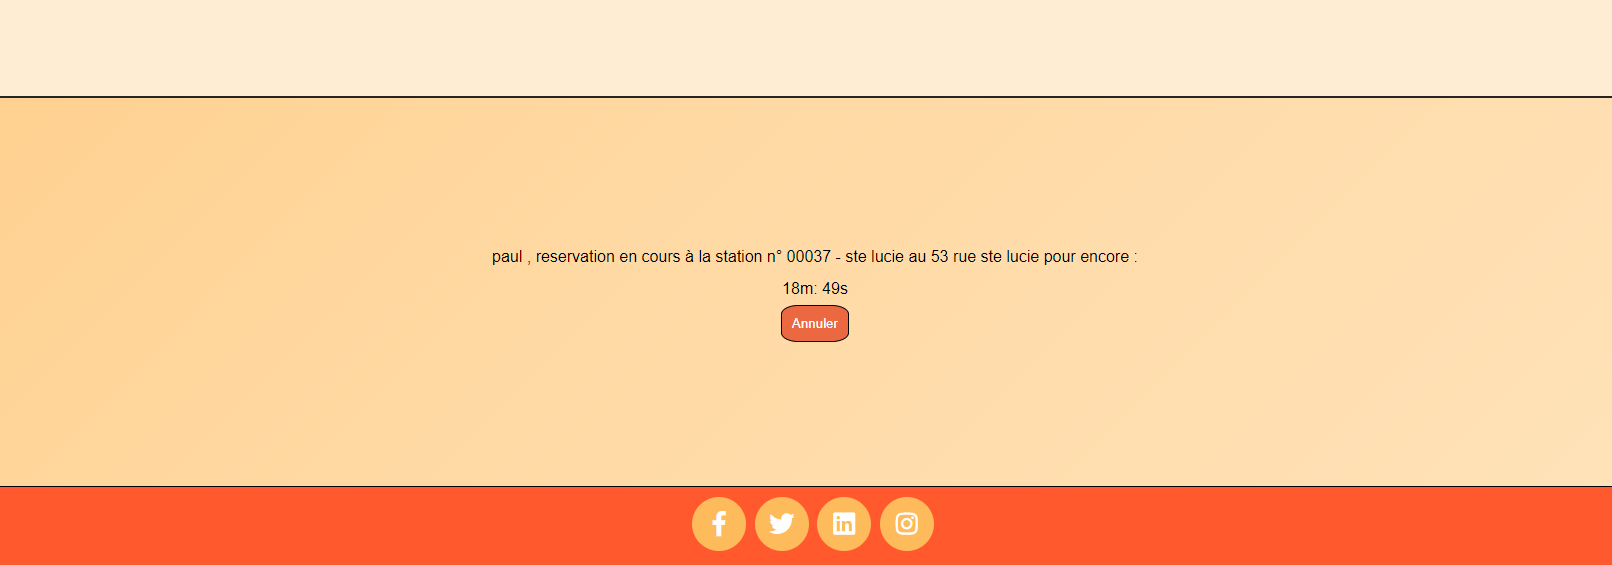 paul , reservation en cours à la station n° 00037 - ste lucie au 53 rue ste lucie pour encore :
18m: 49s
Annuler